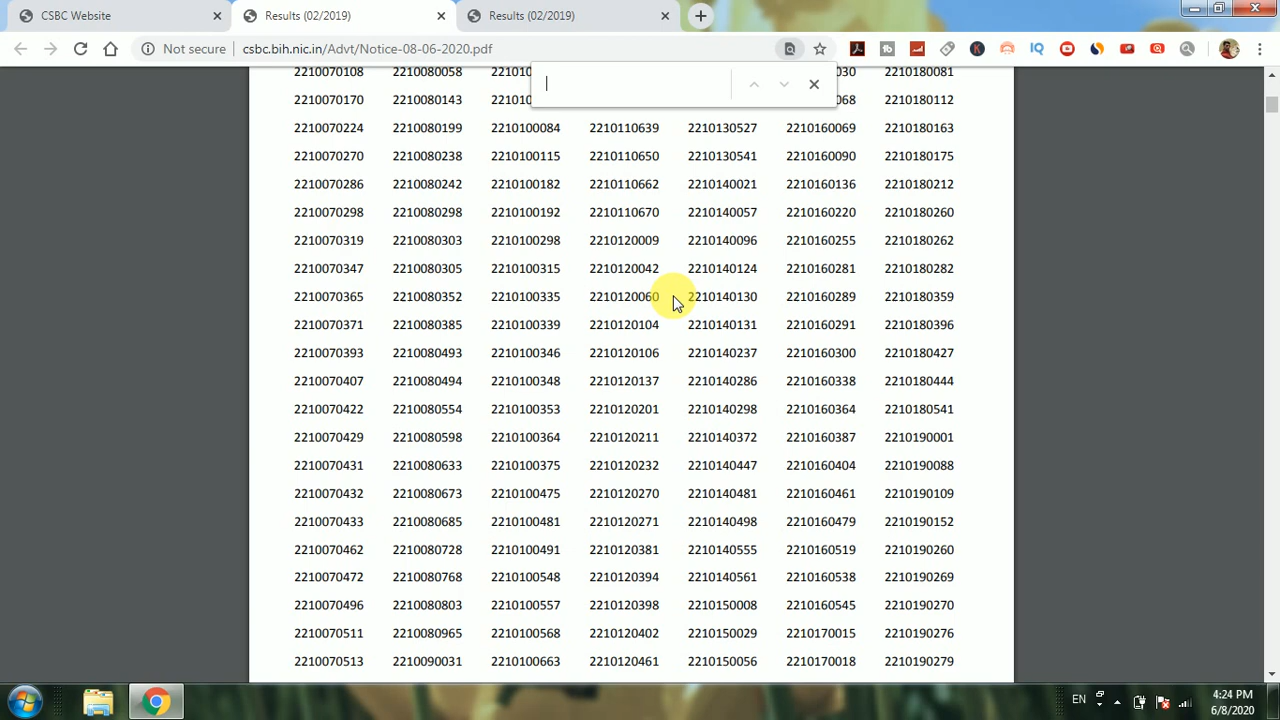 CSBC Website
Results (02/2019)
Results (02/2019)
Not secure
csbc.bih.nic.in/Advt/Notice-08-06-2020.pdf
2210070108 2210080058 22101 030 2210180081
2210070170 2210080143 22101 068 2210180112
2210070224 2210080199 2210100084 2210110639 2210130527 2210160069 2210180163
2210070270 2210080238 2210100115 2210110650 2210130541 2210160090 2210180175
2210070286 2210080242 2210100182 2210110662 2210140021 2210160136 2210180212
2210070298 2210080298 2210100192 2210110670 2210140057 2210160220 2210180260
2210070319 2210080303 2210100298 2210120009 2210140096 2210160255 2210180262
2210070347 2210080305 2210100315 2210120042 2210140124 2210160281 2210180282
2210070365 2210080352 2210100335 2210120060 2210140130 2210160289 2210180359
2210070371 2210080385 2210100339 2210120104 2210140131 2210160291 2210180396
2210070393 2210080493 2210100346 2210120106 2210140237 2210160300 2210180427
2210070407 2210080494 2210100348 2210120137 2210140286 2210160338 2210180444
2210070422 2210080554 2210100353 2210120201 2210140298 2210160364 2210180541
2210070429 2210080598 2210100364 2210120211 2210140372 2210160387 2210190001
2210070431 2210080633 2210100375 2210120232 2210140447 2210160404 2210190088
2210070432 2210080673 2210100475 2210120270 2210140481 2210160461 2210190109
2210070433 2210080685 2210100481 2210120271 2210140498 2210160479 2210190152
2210070462 2210080728 2210100491 2210120381 2210140555 2210160519 2210190260
2210070472 2210080768 2210100548 2210120394 2210140561 2210160538 2210190269
2210070496 2210080803 2210100557 2210120398 2210150008 2210160545 2210190270
2210070511 2210080965 2210100568 2210120402 2210150029 2210170015 2210190276
2210070513 2210090031 2210100663 2210120461 2210150056 2210170018 2210190279
EN
4:24 PM
6/8/2020